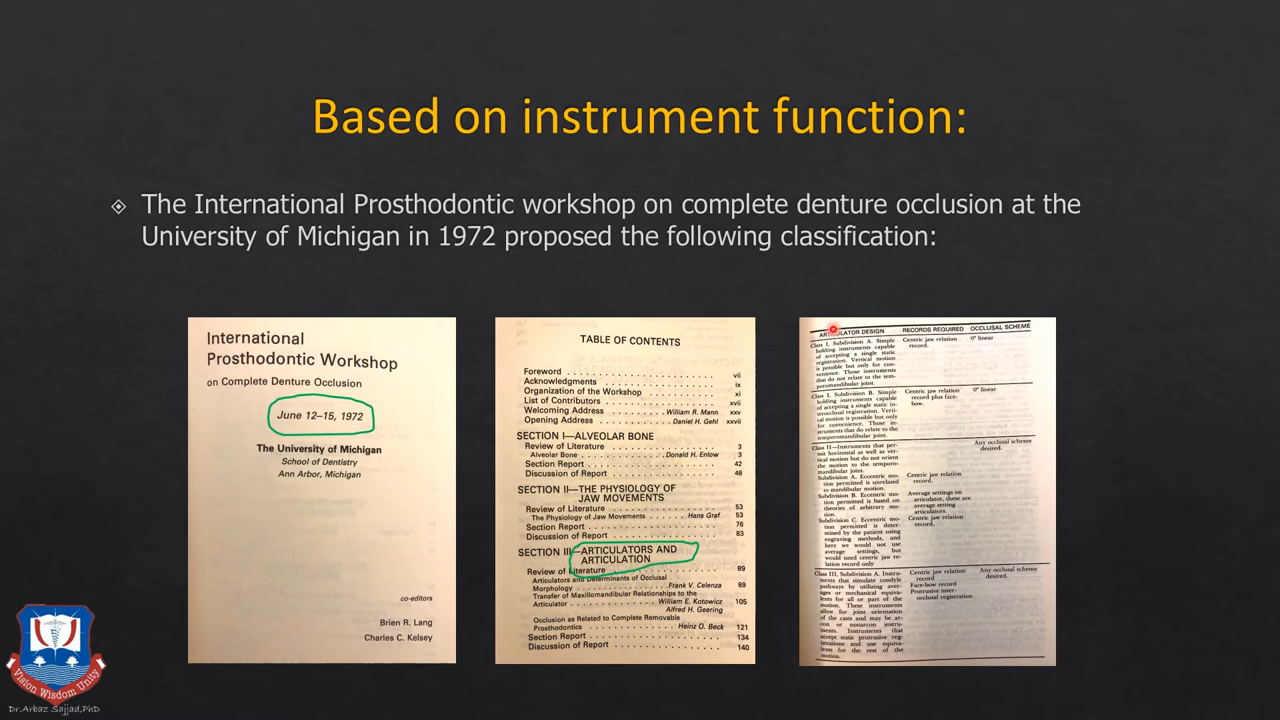 Based on instrument function:
The International Prosthodontic workshop on complete denture occlusion at the
University of Michigan in 1972 proposed the following classification:
International
Prosthodontic Workshop
on Complete Denture Occlusion
June 12–15, 1972
The University of Michigan
School of Dentistry
Ann Arbor, Michigan
co-editors
Brien R. Lang
Charles C. Kelsey
TABLE OF CONTENTS
Foreword vii
Acknowledgments ix
Organization of the Workshop xi
List of Contributors xvii
Welcoming Address William R. Mann xxv
Opening Address Daniel H. Gehl xxvii
SECTION I—ALVEOLAR BONE
Review of Literature 3
Alveolar Bone Donald H. Enlow 3
Section Report 42
Discussion of Report 48
SECTION II—THE PHYSIOLOGY OF
JAW MOVEMENTS
Review of Literature 53
The Physiology of Jaw Movements Hans Graf 53
Section Report 76
Discussion of Report 83
SECTION III—ARTICULATORS AND
ARTICULATION
Review of Literature 89
Articulators and Determinants of Occlusal
Morphology Frank V. Celenza 89
Transfer of Maxillomandibular Relationships to the
Articulator William E. Kotowicz 105
Alfred H. Geering
Occlusion as Related to Complete Removable
Prosthodontics Heinz O. Beck 121
Section Report 134
Discussion of Report 140
ARTICULATOR DESIGN RECORDS REQUIRED OCCLUSAL SCHEME
Class I, Subdivision A. Simple
holding instruments capable
of accepting a single static
registration. Vertical motion
is possible but only for con-
venience. Those instruments
that do not relate to the tem-
poromandibular joint.
Centric jaw relation
record.
0° linear
Class I, Subdivision B. Simple
holding instruments capable
of accepting a single static in-
terocclusal registration. Verti-
cal motion is possible but only
for convenience. Those in-
struments that do relate to the
temporomandibular joint.
Centric jaw relation
record plus face-
bow.
0° linear
Class II—Instruments that per-
mit horizontal as well as ver-
tical motion but do not orient
the motion to the temporo-
mandibular joint.
Any occlusal scheme
desired.
Subdivision A. Eccentric mo-
tion permitted is unrelated
to mandibular motion.
Centric jaw relation
record.
Subdivision B. Eccentric mo-
tion permitted is based on
theories of arbitrary mo-
tion.
Average settings on
articulator, these are
average setting
articulators.
Subdivision C. Eccentric mo-
tion permitted is deter-
mined by the patient using
engraving methods, and
here we would not use
average settings, but
would need centric jaw re-
lation record only
Centric jaw relation
record.
Class III, Subdivision A. Instru-
ments that simulate condyle
pathways by utilizing aver-
ages or mechanical equiva-
lents for all or part of the
motion. These instruments
allow for joint orientation
of the casts and may be ar-
con or nonarcon instru-
ments. Instruments that
accept static protrusive reg-
istrations and use equiva-
lents for the rest of the
motion.
Centric jaw relation
record
Face-bow record
Protrusive inter-
occlusal registration
Any occlusal scheme
desired.
Vision Wisdom Unity
Dr.Arbaz Sajjad,PhD